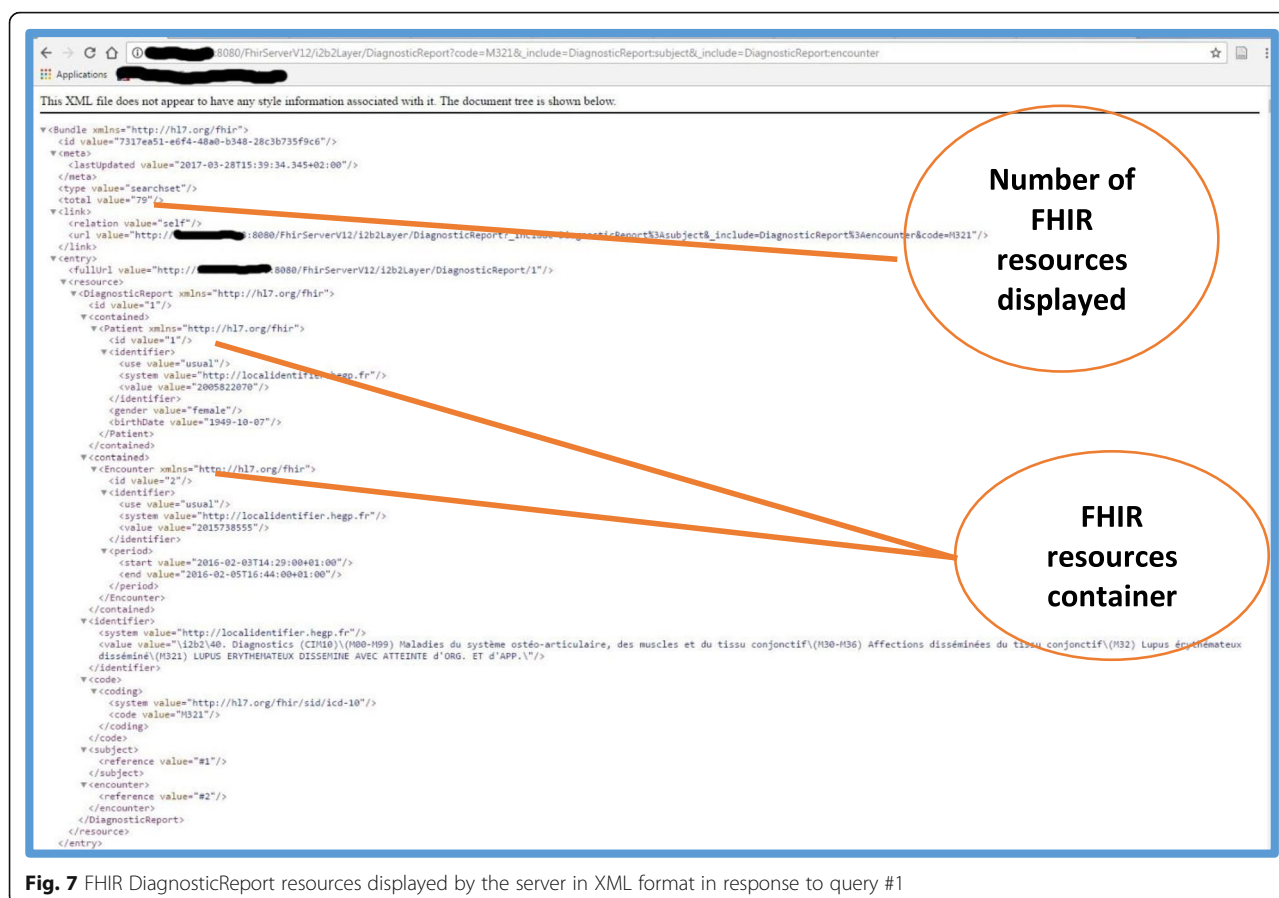 :8080/FhirServerV12/i2b2Layer/DiagnosticReport?code=M321&_include=DiagnosticReport:subject&_include=DiagnosticReport:encounter
Applications
This XML file does not appear to have any style information associated with it. The document tree is shown below.
▼<Bundle xmlns="http://hl7.org/fhir">
<id value="7317ea51-e6f4-48a0-b348-28c3b735f9c6"/>
▼<meta>
<lastUpdated value="2017-03-28T15:39:34.345+02:00"/>
</meta>
<type value="searchset"/>
<total value="79"/>
▼<link>
<relation value="self"/>
<url value="http:// :8080/FhirServerV12/i2b2Layer/DiagnosticReport?_include=DiagnosticReport%3Asubject&_include=DiagnosticReport%3Aencounter&code=M321"/>
</link>
▼<entry>
<fullUrl value="http:// :8080/FhirServerV12/i2b2Layer/DiagnosticReport/1"/>
▼<resource>
▼<DiagnosticReport xmlns="http://hl7.org/fhir">
<id value="1"/>
▼<contained>
▼<Patient xmlns="http://hl7.org/fhir">
<id value="1"/>
▼<identifier>
<use value="usual"/>
<system value="http://localidentifier.hegp.fr"/>
<value value="2005822070"/>
</identifier>
<gender value="female"/>
<birthDate value="1949-10-07"/>
</Patient>
</contained>
▼<contained>
▼<Encounter xmlns="http://hl7.org/fhir">
<id value="2"/>
▼<identifier>
<use value="usual"/>
<system value="http://localidentifier.hegp.fr"/>
<value value="2015738555"/>
</identifier>
▼<period>
<start value="2016-02-03T14:29:00+01:00"/>
<end value="2016-02-05T16:44:00+01:00"/>
</period>
</Encounter>
</contained>
▼<identifier>
<system value="http://localidentifier.hegp.fr"/>
<value value="\i2b2\40. Diagnostics (CIM10)\(M00-M99) Maladies du système ostéo-articulaire, des muscles et du tissu conjonctif\(M30-M36) Affections disséminées du tissu conjonctif\(M32) Lupus érythémateux
disséminé\(M321) LUPUS ERYTHEMATEUX DISSEMINE AVEC ATTEINTE d'ORG. ET d'APP.\"/>
</identifier>
▼<code>
▼<coding>
<system value="http://hl7.org/fhir/sid/icd-10"/>
<code value="M321"/>
</coding>
</code>
▼<subject>
<reference value="#1"/>
</subject>
▼<encounter>
<reference value="#2"/>
</encounter>
</DiagnosticReport>
</resource>
</entry>
Number of
FHIR
resources
displayed
FHIR
resources
container
Fig. 7 FHIR DiagnosticReport resources displayed by the server in XML format in response to query #1